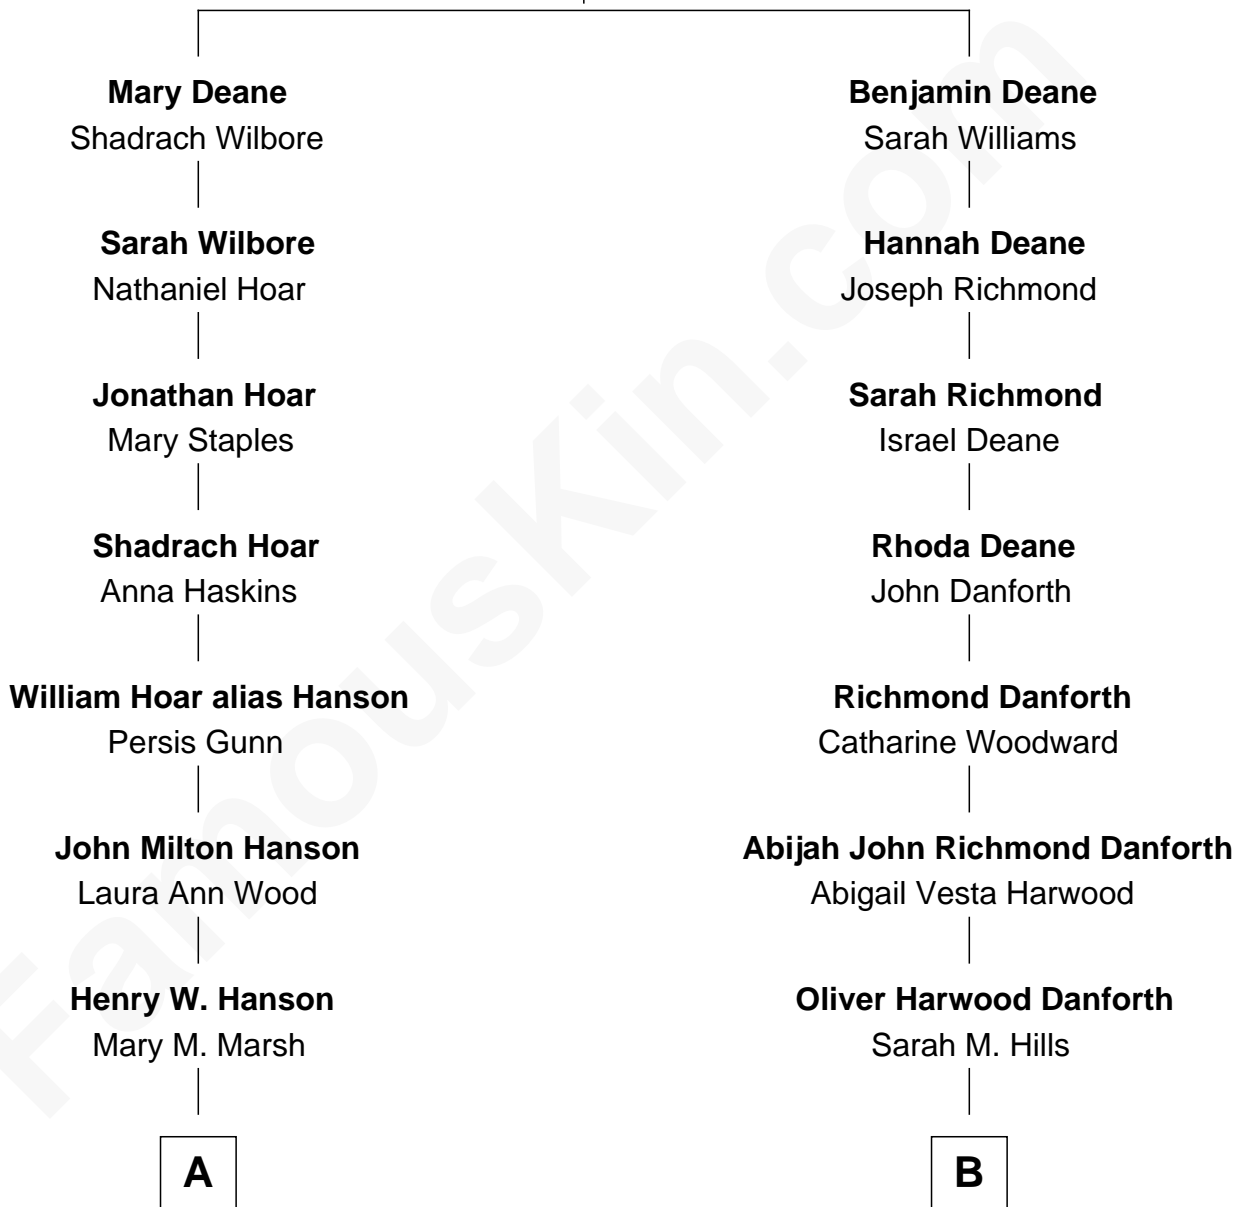 Mary Deane
Shadrach Wilbore
Sarah Wilbore
Nathaniel Hoar
Jonathan Hoar
Mary Staples
Shadrach Hoar
Anna Haskins
William Hoar alias Hanson
Persis Gunn
John Milton Hanson
Laura Ann Wood
Henry W. Hanson
Mary M. Marsh
A
Benjamin Deane
Sarah Williams
Hannah Deane
Joseph Richmond
Sarah Richmond
Israel Deane
Rhoda Deane
John Danforth
Richmond Danforth
Catharine Woodward
Abijah John Richmond Danforth
Abigail Vesta Harwood
Oliver Harwood Danforth
Sarah M. Hills
B
FamousKin.com